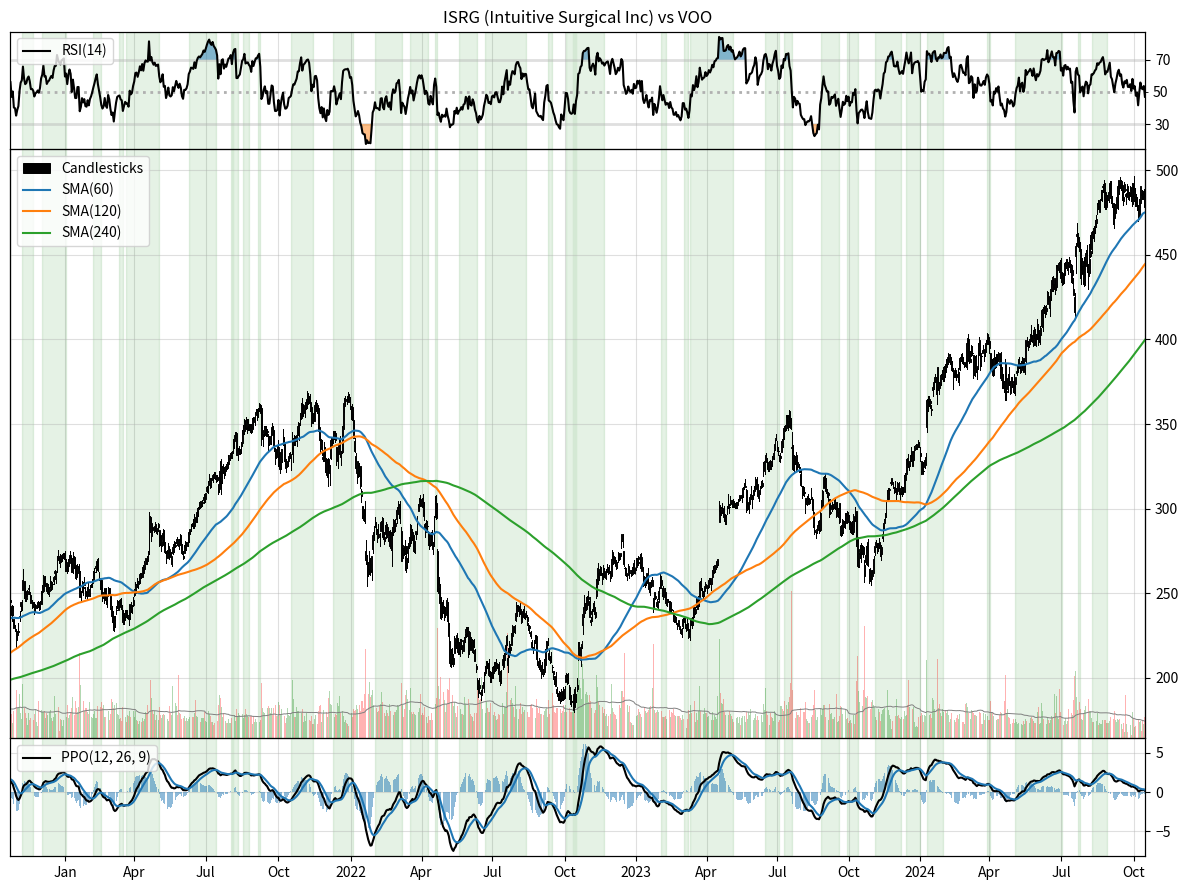 ISRG (Intuitive Surgical Inc) vs VOO
RSI(14)
70
50
30
Candlesticks
SMA(60)
SMA(120)
SMA(240)
500
450
400
350
300
250
200
PPO(12, 26, 9)
5
0
−5
Jan Apr Jul Oct 2022 Apr Jul Oct 2023 Apr Jul Oct 2024 Apr Jul Oct